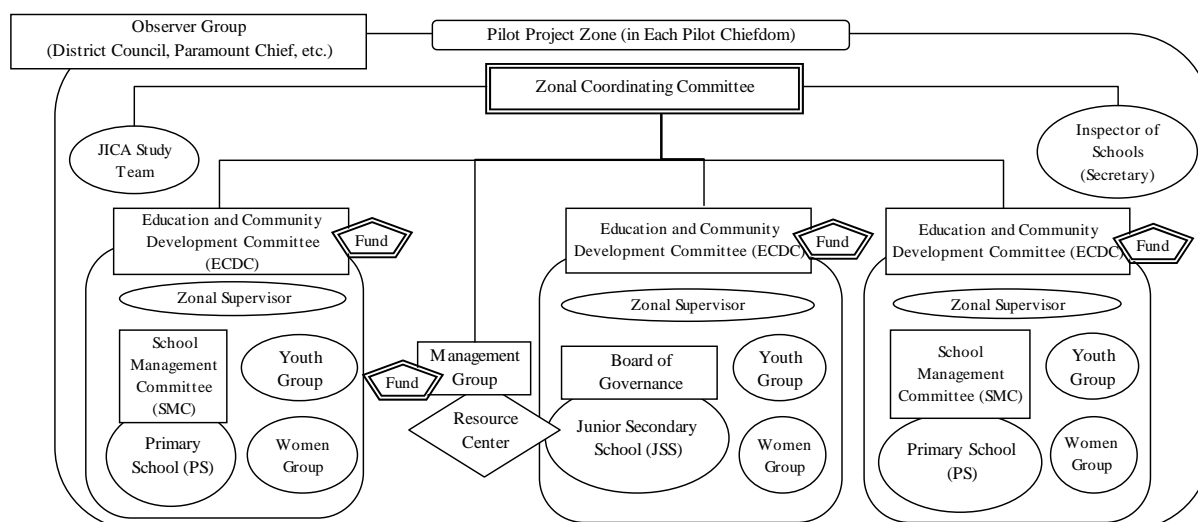 Observer Group
(District Council, Paramount Chief, etc.)
Pilot Project Zone (in Each Pilot Chiefdom)
Zonal Coordinating Committee
JICA Study
Team
Inspector of
Schools
(Secretary)
Education and Community
Development Committee
(ECDC)
Fund
Education and Community
Development Committee (ECDC)
Fund
Education and Community
Development Committee (ECDC)
Fund
Zonal Supervisor
School
Management
Committee
(SMC)
Youth
Group
Primary
School (PS)
Women
Group
Fund
Management
Group
Resource
Center
Zonal Supervisor
Board of
Governance
Youth
Group
Junior Secondary
School (JSS)
Women
Group
Zonal Supervisor
School
Management
Committee (SMC)
Youth
Group
Primary School
(PS)
Women
Group